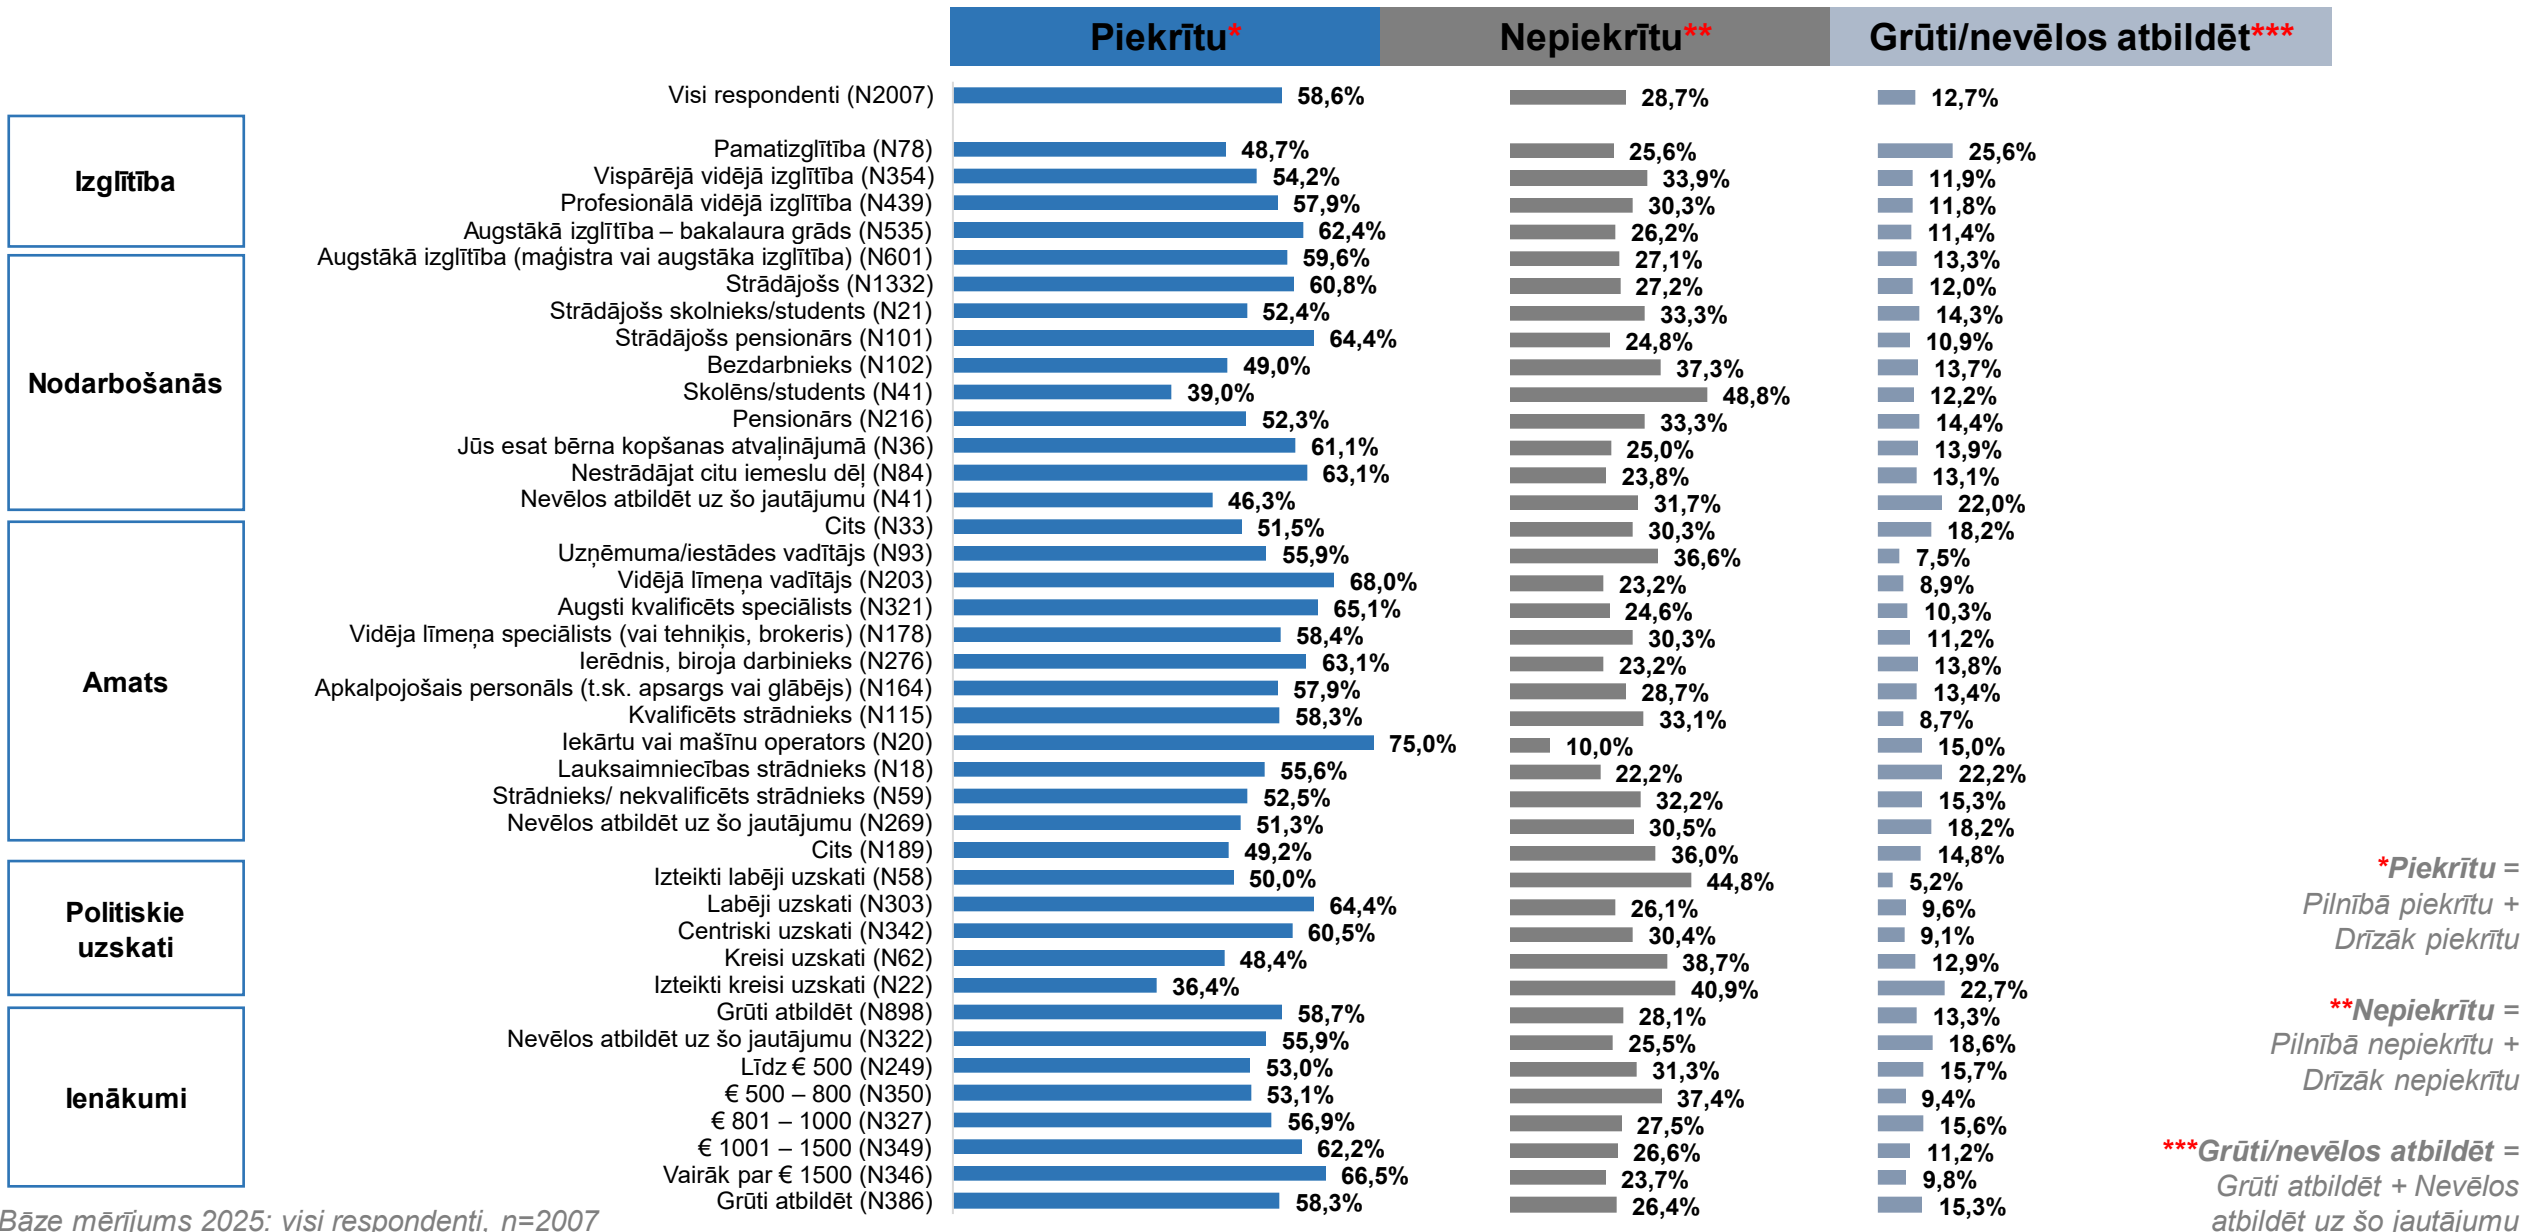 Piekrītu* Nepiekrītu** Grūti/nevēlos atbildēt***
Visi respondenti (N2007) 58,6% 28,7% 12,7%
Izglītība
Pamatizglītība (N78) 48,7% 25,6% 25,6%
Vispārējā vidējā izglītība (N354) 54,2% 33,9% 11,9%
Profesionālā vidējā izglītība (N439) 57,9% 30,3% 11,8%
Augstākā izglītība – bakalaura grāds (N535) 62,4% 26,2% 11,4%
Augstākā izglītība (maģistra vai augstāka izglītība) (N601) 59,6% 27,1% 13,3%
Nodarbošanās
Strādājošs (N1332) 60,8% 27,2% 12,0%
Strādājošs skolnieks/students (N21) 52,4% 33,3% 14,3%
Strādājošs pensionārs (N101) 64,4% 24,8% 10,9%
Bezdarbnieks (N102) 49,0% 37,3% 13,7%
Skolēns/students (N41) 39,0% 48,8% 12,2%
Pensionārs (N216) 52,3% 33,3% 14,4%
Jūs esat bērna kopšanas atvaļinājumā (N36) 61,1% 25,0% 13,9%
Nestrādājat citu iemeslu dēļ (N84) 63,1% 23,8% 13,1%
Nevēlos atbildēt uz šo jautājumu (N41) 46,3% 31,7% 22,0%
Cits (N33) 51,5% 30,3% 18,2%
Amats
Uzņēmuma/iestādes vadītājs (N93) 55,9% 36,6% 7,5%
Vidējā līmeņa vadītājs (N203) 68,0% 23,2% 8,9%
Augsti kvalificēts speciālists (N321) 65,1% 24,6% 10,3%
Vidēja līmeņa speciālists (vai tehniķis, brokeris) (N178) 58,4% 30,3% 11,2%
Ierēdnis, biroja darbinieks (N276) 63,1% 23,2% 13,8%
Apkalpojošais personāls (t.sk. apsargs vai glābējs) (N164) 57,9% 28,7% 13,4%
Kvalificēts strādnieks (N115) 58,3% 33,1% 8,7%
Iekārtu vai mašīnu operators (N20) 75,0% 10,0% 15,0%
Lauksaimniecības strādnieks (N18) 55,6% 22,2% 22,2%
Strādnieks/ nekvalificēts strādnieks (N59) 52,5% 32,2% 15,3%
Nevēlos atbildēt uz šo jautājumu (N269) 51,3% 30,5% 18,2%
Cits (N189) 49,2% 36,0% 14,8%
Politiskie
uzskati
Izteikti labēji uzskati (N58) 50,0% 44,8% 5,2%
Labēji uzskati (N303) 64,4% 26,1% 9,6%
Centriski uzskati (N342) 60,5% 30,4% 9,1%
Kreisi uzskati (N62) 48,4% 38,7% 12,9%
Izteikti kreisi uzskati (N22) 36,4% 40,9% 22,7%
Grūti atbildēt (N898) 58,7% 28,1% 13,3%
Ienākumi
Nevēlos atbildēt uz šo jautājumu (N322) 55,9% 25,5% 18,6%
Līdz € 500 (N249) 53,0% 31,3% 15,7%
€ 500 – 800 (N350) 53,1% 37,4% 9,4%
€ 801 – 1000 (N327) 56,9% 27,5% 15,6%
€ 1001 – 1500 (N349) 62,2% 26,6% 11,2%
Vairāk par € 1500 (N346) 66,5% 23,7% 9,8%
Grūti atbildēt (N386) 58,3% 26,4% 15,3%
*Piekrītu =
Pilnībā piekrītu +
Drīzāk piekrītu
**Nepiekrītu =
Pilnībā nepiekrītu +
Drīzāk nepiekrītu
***Grūti/nevēlos atbildēt =
Grūti atbildēt + Nevēlos
atbildēt uz šo jautājumu
Bāze mērījums 2025: visi respondenti, n=2007